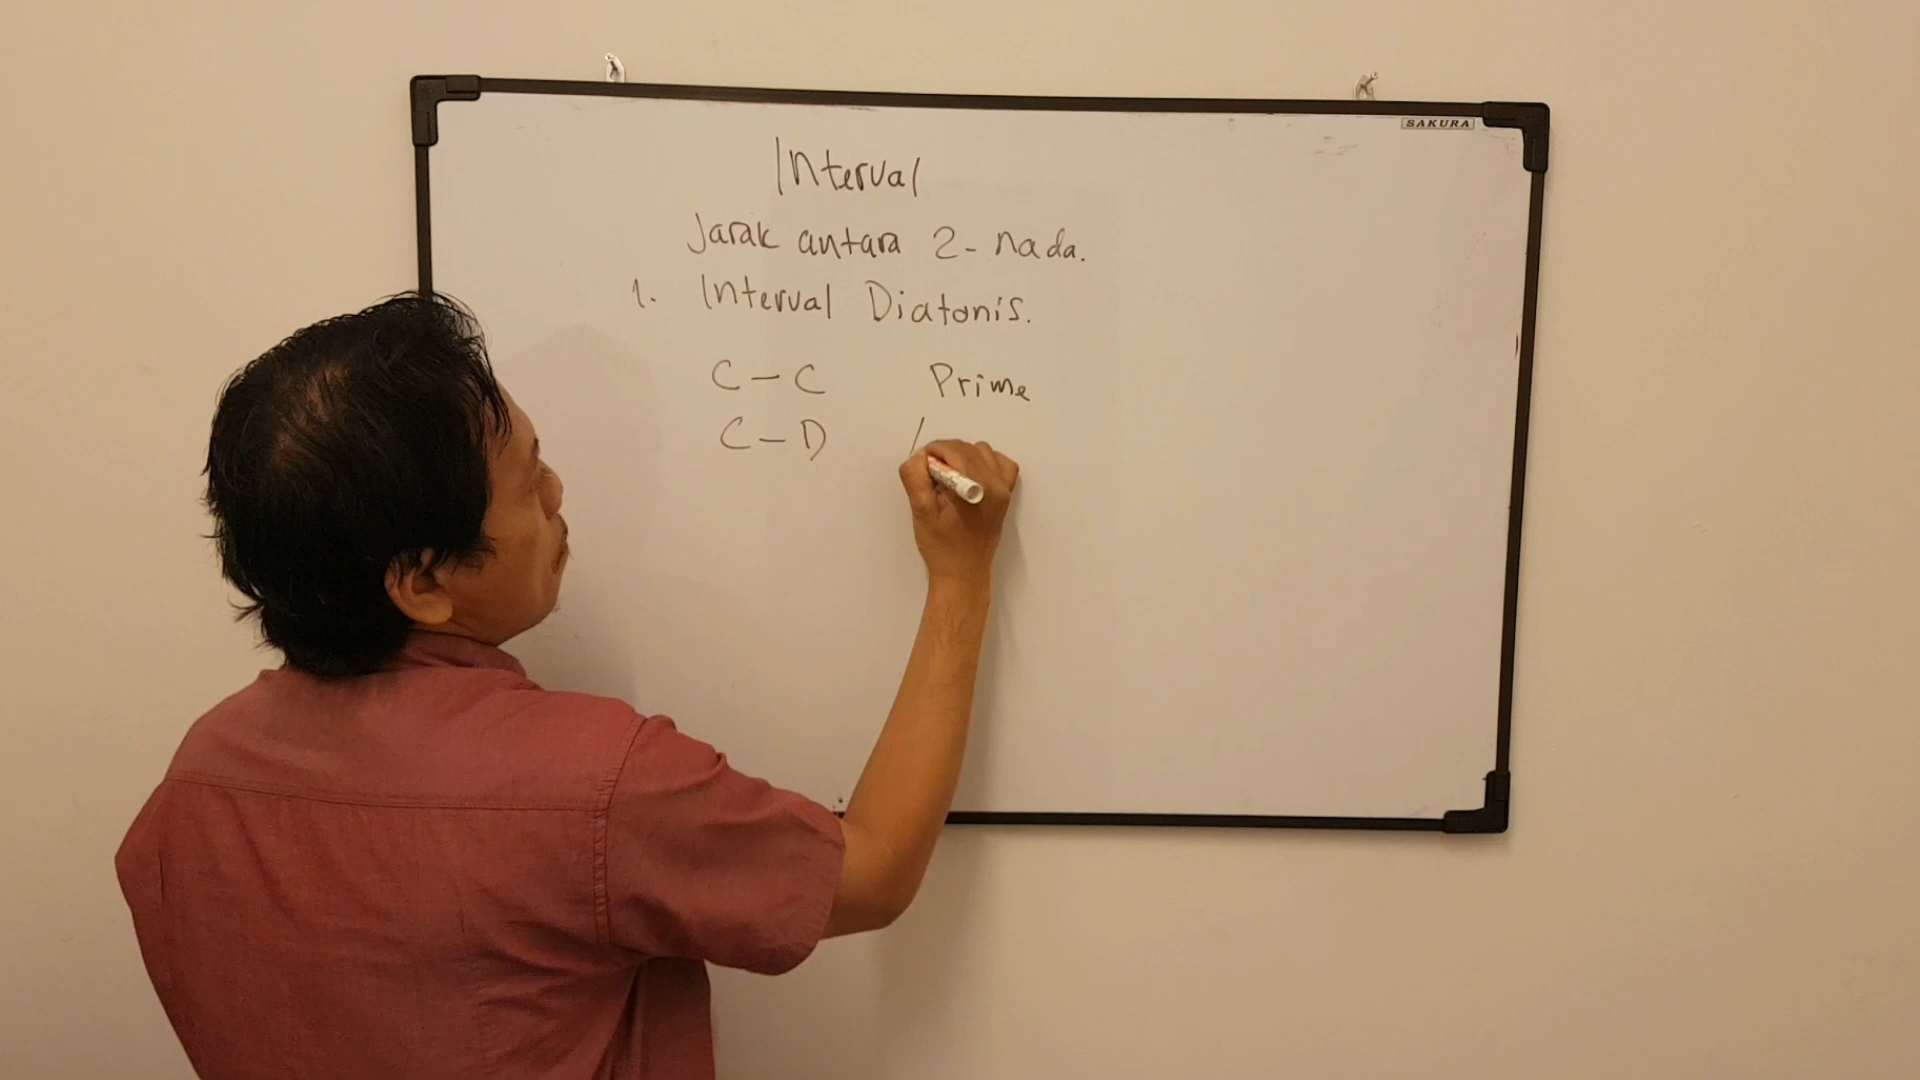 SAKURA
Interval
Jarak antara 2- nada.
1. Interval Diatonis.
C – C Prime
C – D